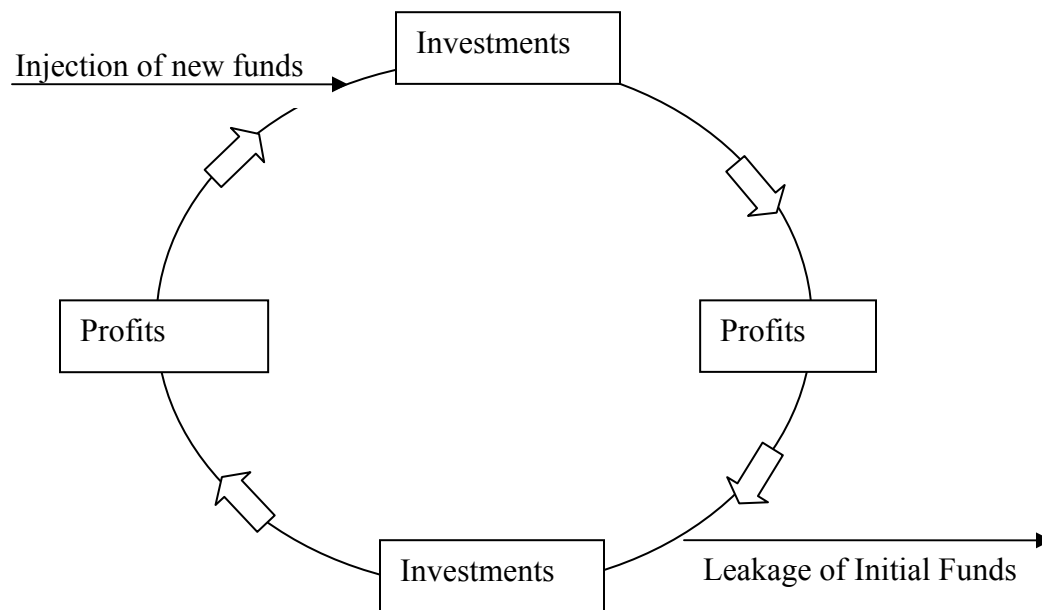 Investments
Injection of new funds
Profits
Profits
Investments
Leakage of Initial Funds